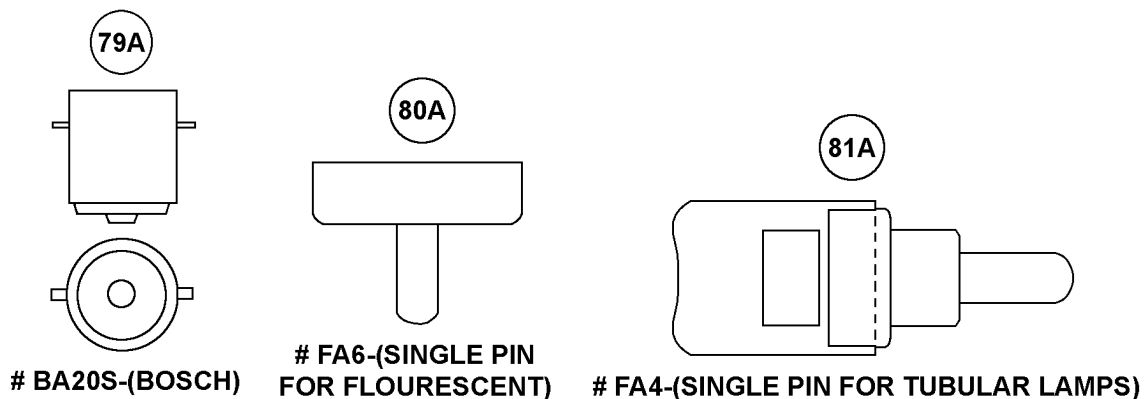 79A
# BA20S-(BOSCH)
80A
# FA6-(SINGLE PIN
FOR FLOURESCENT)
81A
# FA4-(SINGLE PIN FOR TUBULAR LAMPS)